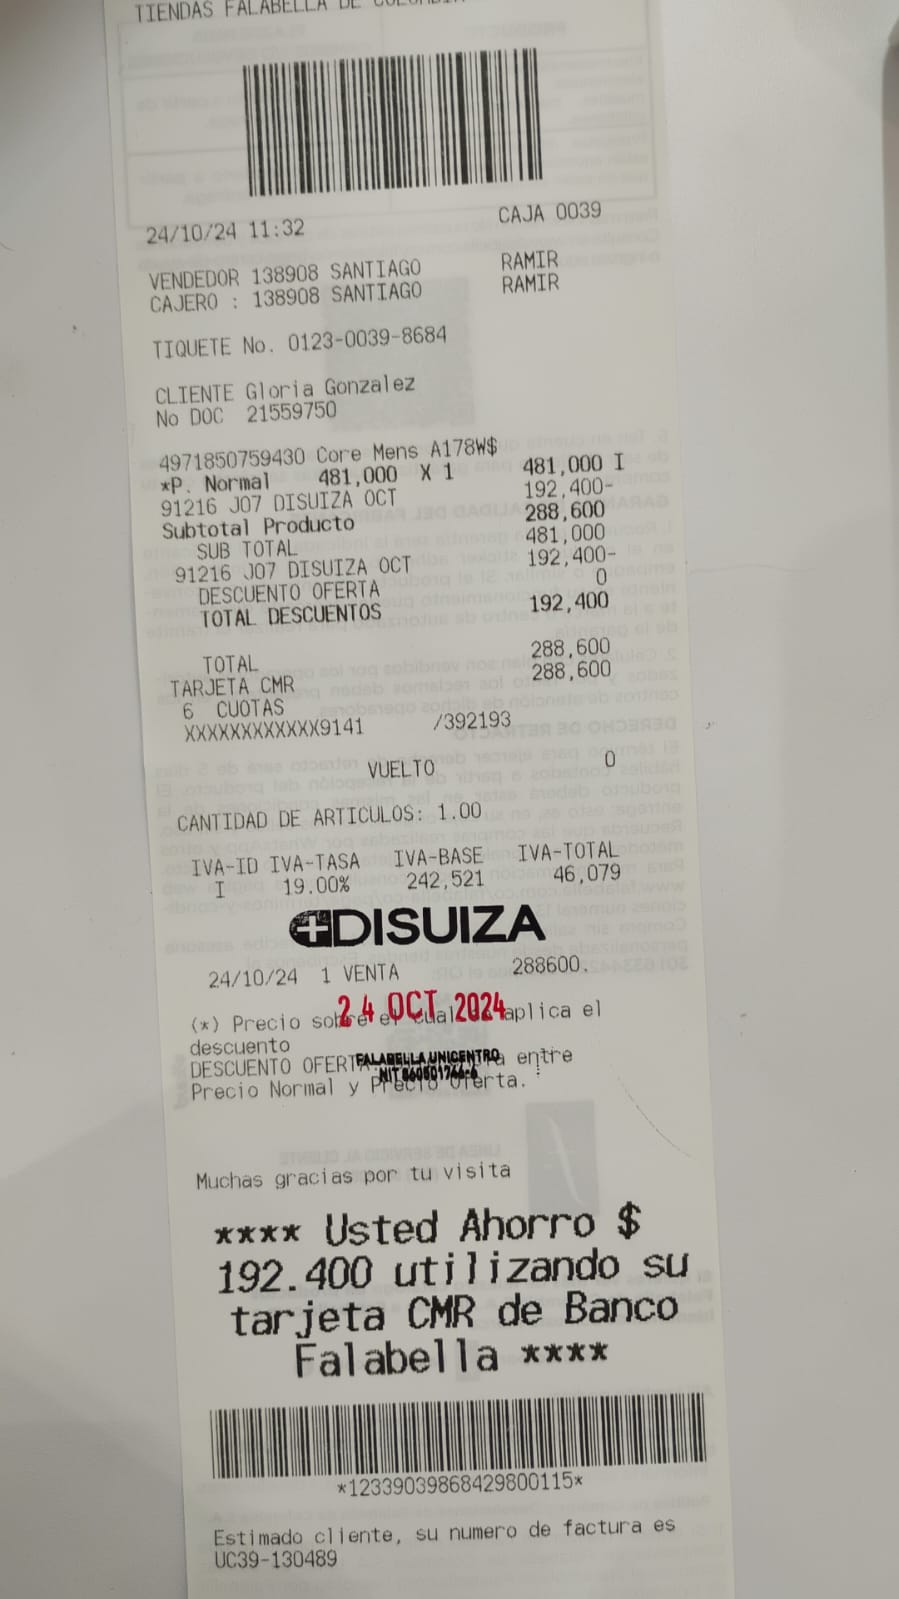 TIENDAS FALABELLA DE COLOMBIA
24/10/24 11:32 CAJA 0039
VENDEDOR 138908 SANTIAGO RAMIR
CAJERO : 138908 SANTIAGO RAMIR
TIQUETE No. 0123-0039-8684
CLIENTE Gloria Gonzalez
No DOC 21559750
4971850759430 Core Mens A178W$
*P. Normal 481,000 X 1 481,000 I
91216 J07 DISUIZA OCT 192,400-
Subtotal Producto 288,600
SUB TOTAL 481,000
91216 J07 DISUIZA OCT 192,400-
DESCUENTO OFERTA 0
TOTAL DESCUENTOS 192,400
TOTAL 288,600
TARJETA CMR 288,600
6 CUOTAS
XXXXXXXXXXXX9141 /392193
VUELTO 0
CANTIDAD DE ARTICULOS: 1.00
IVA-ID IVA-TASA IVA-BASE IVA-TOTAL
I 19.00% 242,521 46,079
DISUIZA
24/10/24 1 VENTA 288600.
24 OCT 2024
(*) Precio sobre el cual se aplica el
descuento
FALABELLA UNICENTRO
DESCUENTO OFERTA entre
Precio Normal y Precio Oferta.
Muchas gracias por tu visita
**** Usted Ahorro $
192.400 utilizando su
tarjeta CMR de Banco
Falabella ****
*12339039868429800115*
Estimado cliente, su numero de factura es
UC39-130489